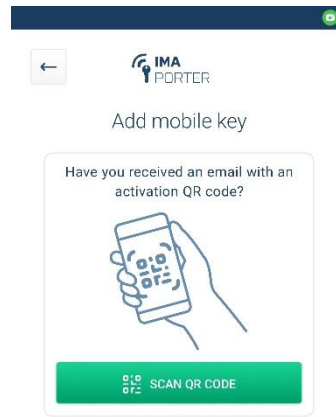 IMA
PORTER
Add mobile key
Have you received an email with an
activation QR code?
SCAN QR CODE